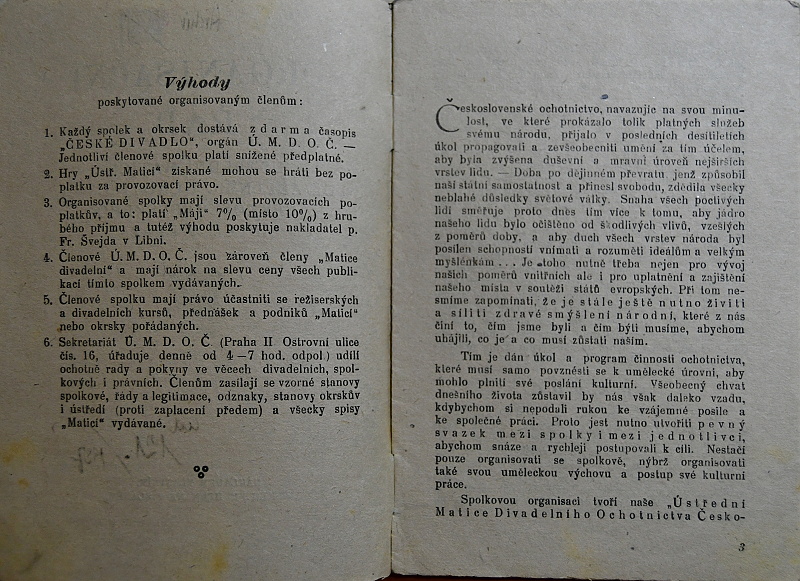 Výhody
poskytované organisovaným členům:
1. Každý spolek a okrsek dostává zdarma časopis
„ČESKÉ DIVADLO“, orgán Ú. M. D. O. Č. —
Jednotliví členové spolku platí snížené předplatné.
2. Hry „Ústř. Maticí“ získané mohou se hráti bez po-
platku za provozovací právo.
3. Organisované spolky mají slevu provozovacích po-
platkův, a to: platí „Máji“ 7% (místo 10%) z hru-
bého příjmu a tutéž výhodu poskytuje nakladatel p.
Fr. Švejda v Libni.
4. Členové Ú. M. D. O. Č. jsou zároveň členy „Matice
divadelní“ a mají nárok na slevu ceny všech publi-
kací tímto spolkem vydávaných.
5. Členové spolku mají právo účastniti se režiserských
a divadelních kursů, přednášek a podniků „Maticí“
nebo okrsky pořádaných.
6. Sekretariát Ú. M. D. O. Č. (Praha II Ostrovní ulice
čís. 16, úřaduje denně od 4—7 hod. odpol.) udílí
ochotně rady a pokyny ve věcech divadelních, spol-
kových i právních. Členům zasílají se vzorné stanovy
spolkové, řády a legitimace, odznaky, stanovy okrskův
i ústředí (proti zaplacení předem) a všecky spisy
„Maticí“ vydávané.
Československé ochotnictvo, navazujíc na svou minu-
lost, ve které prokázalo tolik platných služeb
svému národu, přijalo v posledních desítiletích
úkol propagovati a zevšeobecniti umění za tím účelem,
aby byla zvýšena duševní a mravní úroveň nejširších
vrstev lidu. — Doba po dějinném převratu jenž způsobil
naši státní samostatnost a přinesl svobodu, zdědila všecky
neblahé důsledky světové války. Snaha všech poctivých
lidí směřuje proto dnes tím více k tomu, aby jádro
našeho lidu bylo očištěno od škodlivých vlivů, vzešlých
z poměrů doby, a aby duch všech vrstev národa byl
posilen schopností vnímati a rozuměti ideálům a velkým
myšlénkám . . . Je toho nutně třeba nejen pro vývoj
našich poměrů vnitřních ale i pro uplatnění a zajištění
našeho místa v soutěži států evropských. Při tom ne-
smíme zapomínati, že je stále ještě nutno živiti
a síliti zdravé smýšlení národní, které z nás
činí to, čím jsme byli a čím býti musíme, abychom
uhájili, co je a co musí zůstati naším.
Tím je dán úkol a program činnosti ochotnictva,
které musí samo povznésti se k umělecké úrovni, aby
mohlo plniti své poslání kulturní. Všeobecný chvat
dnešního života zůstavil by nás však daleko vzadu,
kdybychom si nepodali rukou ke vzájemné posile a
ke společné práci. Proto jest nutno utvořiti pevný
svazek mezi spolky i mezi jednotlivci,
abychom snáze a rychleji postupovali k cíli. Nestačí
pouze organisovati se spolkově, nýbrž organisovati
také svou uměleckou výchovu a postup své kulturní
práce.
Spolkovou organisaci tvoří naše „Ústřední
Matice Divadelního Ochotnictva Česko-
3